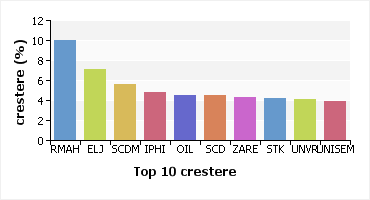 crestere (%)
12
10
8
6
4
2
0
RMAH ELJ SCDM IPHI OIL SCD ZARE STK UNVR UNISEM
Top 10 crestere